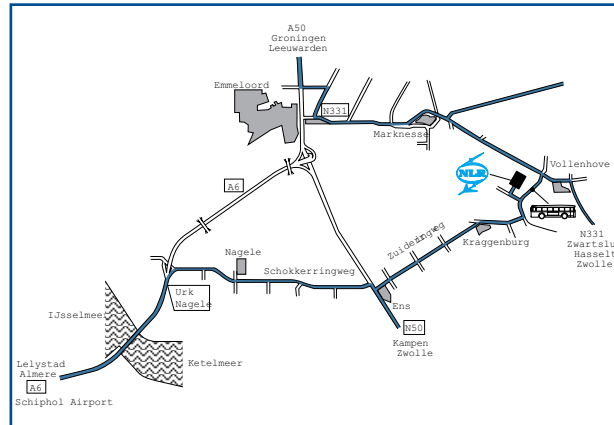 A50
Groningen
Leeuwarden
Emmeloord
N331
Marknesse
Vollenhove
NLR
A6
Zuiderringweg
N331
Zwartslu
Hasselt
Zwolle
Kraggenburg
Nagele
Schokkerringweg
Urk
Nagele
Ens
IJsselmeer
N50
Kampen
Zwolle
Ketelmeer
Lelystad
Almere
A6
Schiphol Airport